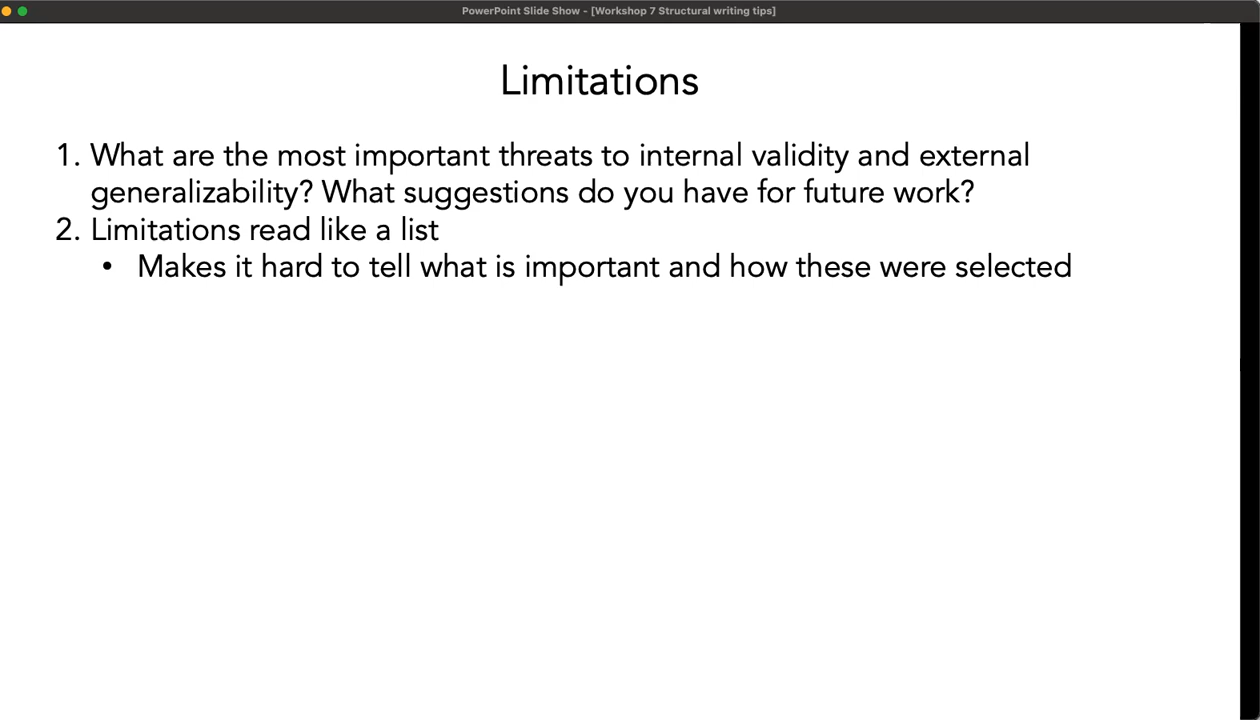 PowerPoint Slide Show - [Workshop 7 Structural writing tips]
Limitations
1. What are the most important threats to internal validity and external
generalizability? What suggestions do you have for future work?
2. Limitations read like a list
• Makes it hard to tell what is important and how these were selected